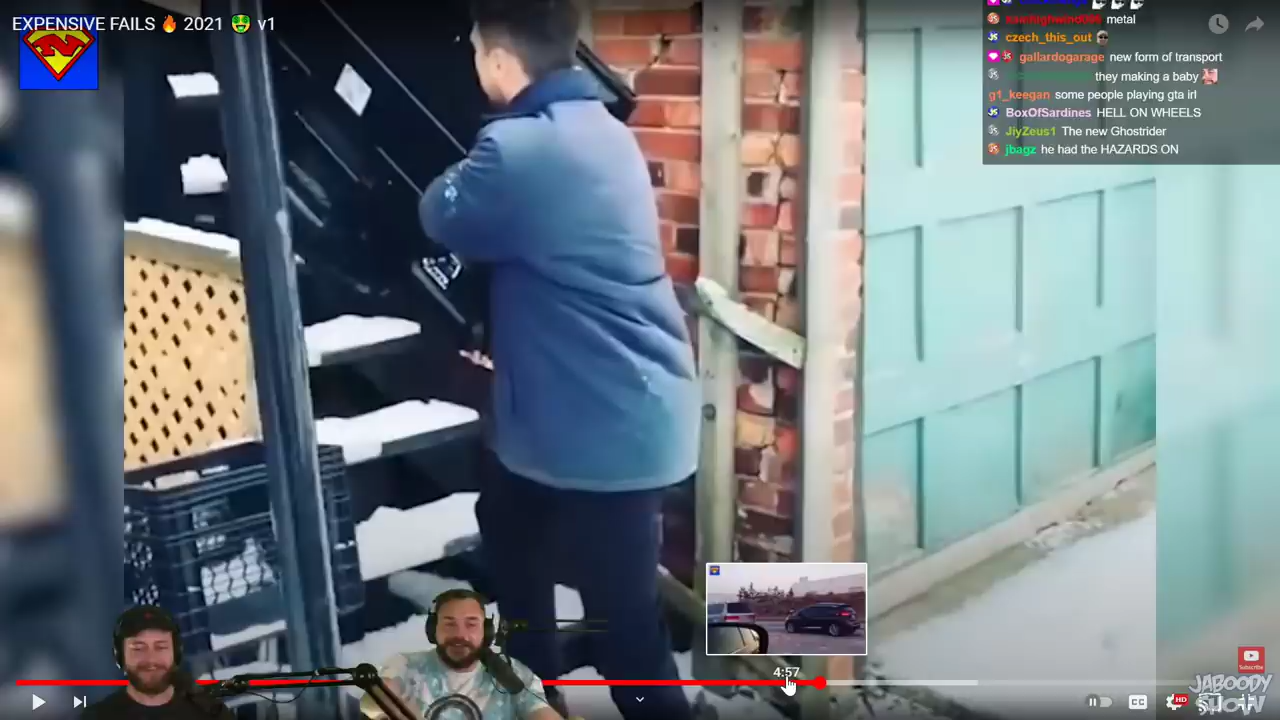 EXPENSIVE FAILS 🔥 2021 🤑 v1
N
metal
czech_this_out
gallardogarage new form of transport
they making a baby
g1_keegan some people playing gta irl
BoxOfSardines HELL ON WHEELS
JiyZeus1 The new Ghostrider
jbagz he had the HAZARDS ON
4:57
CC
HD
JABOODY
SHOW